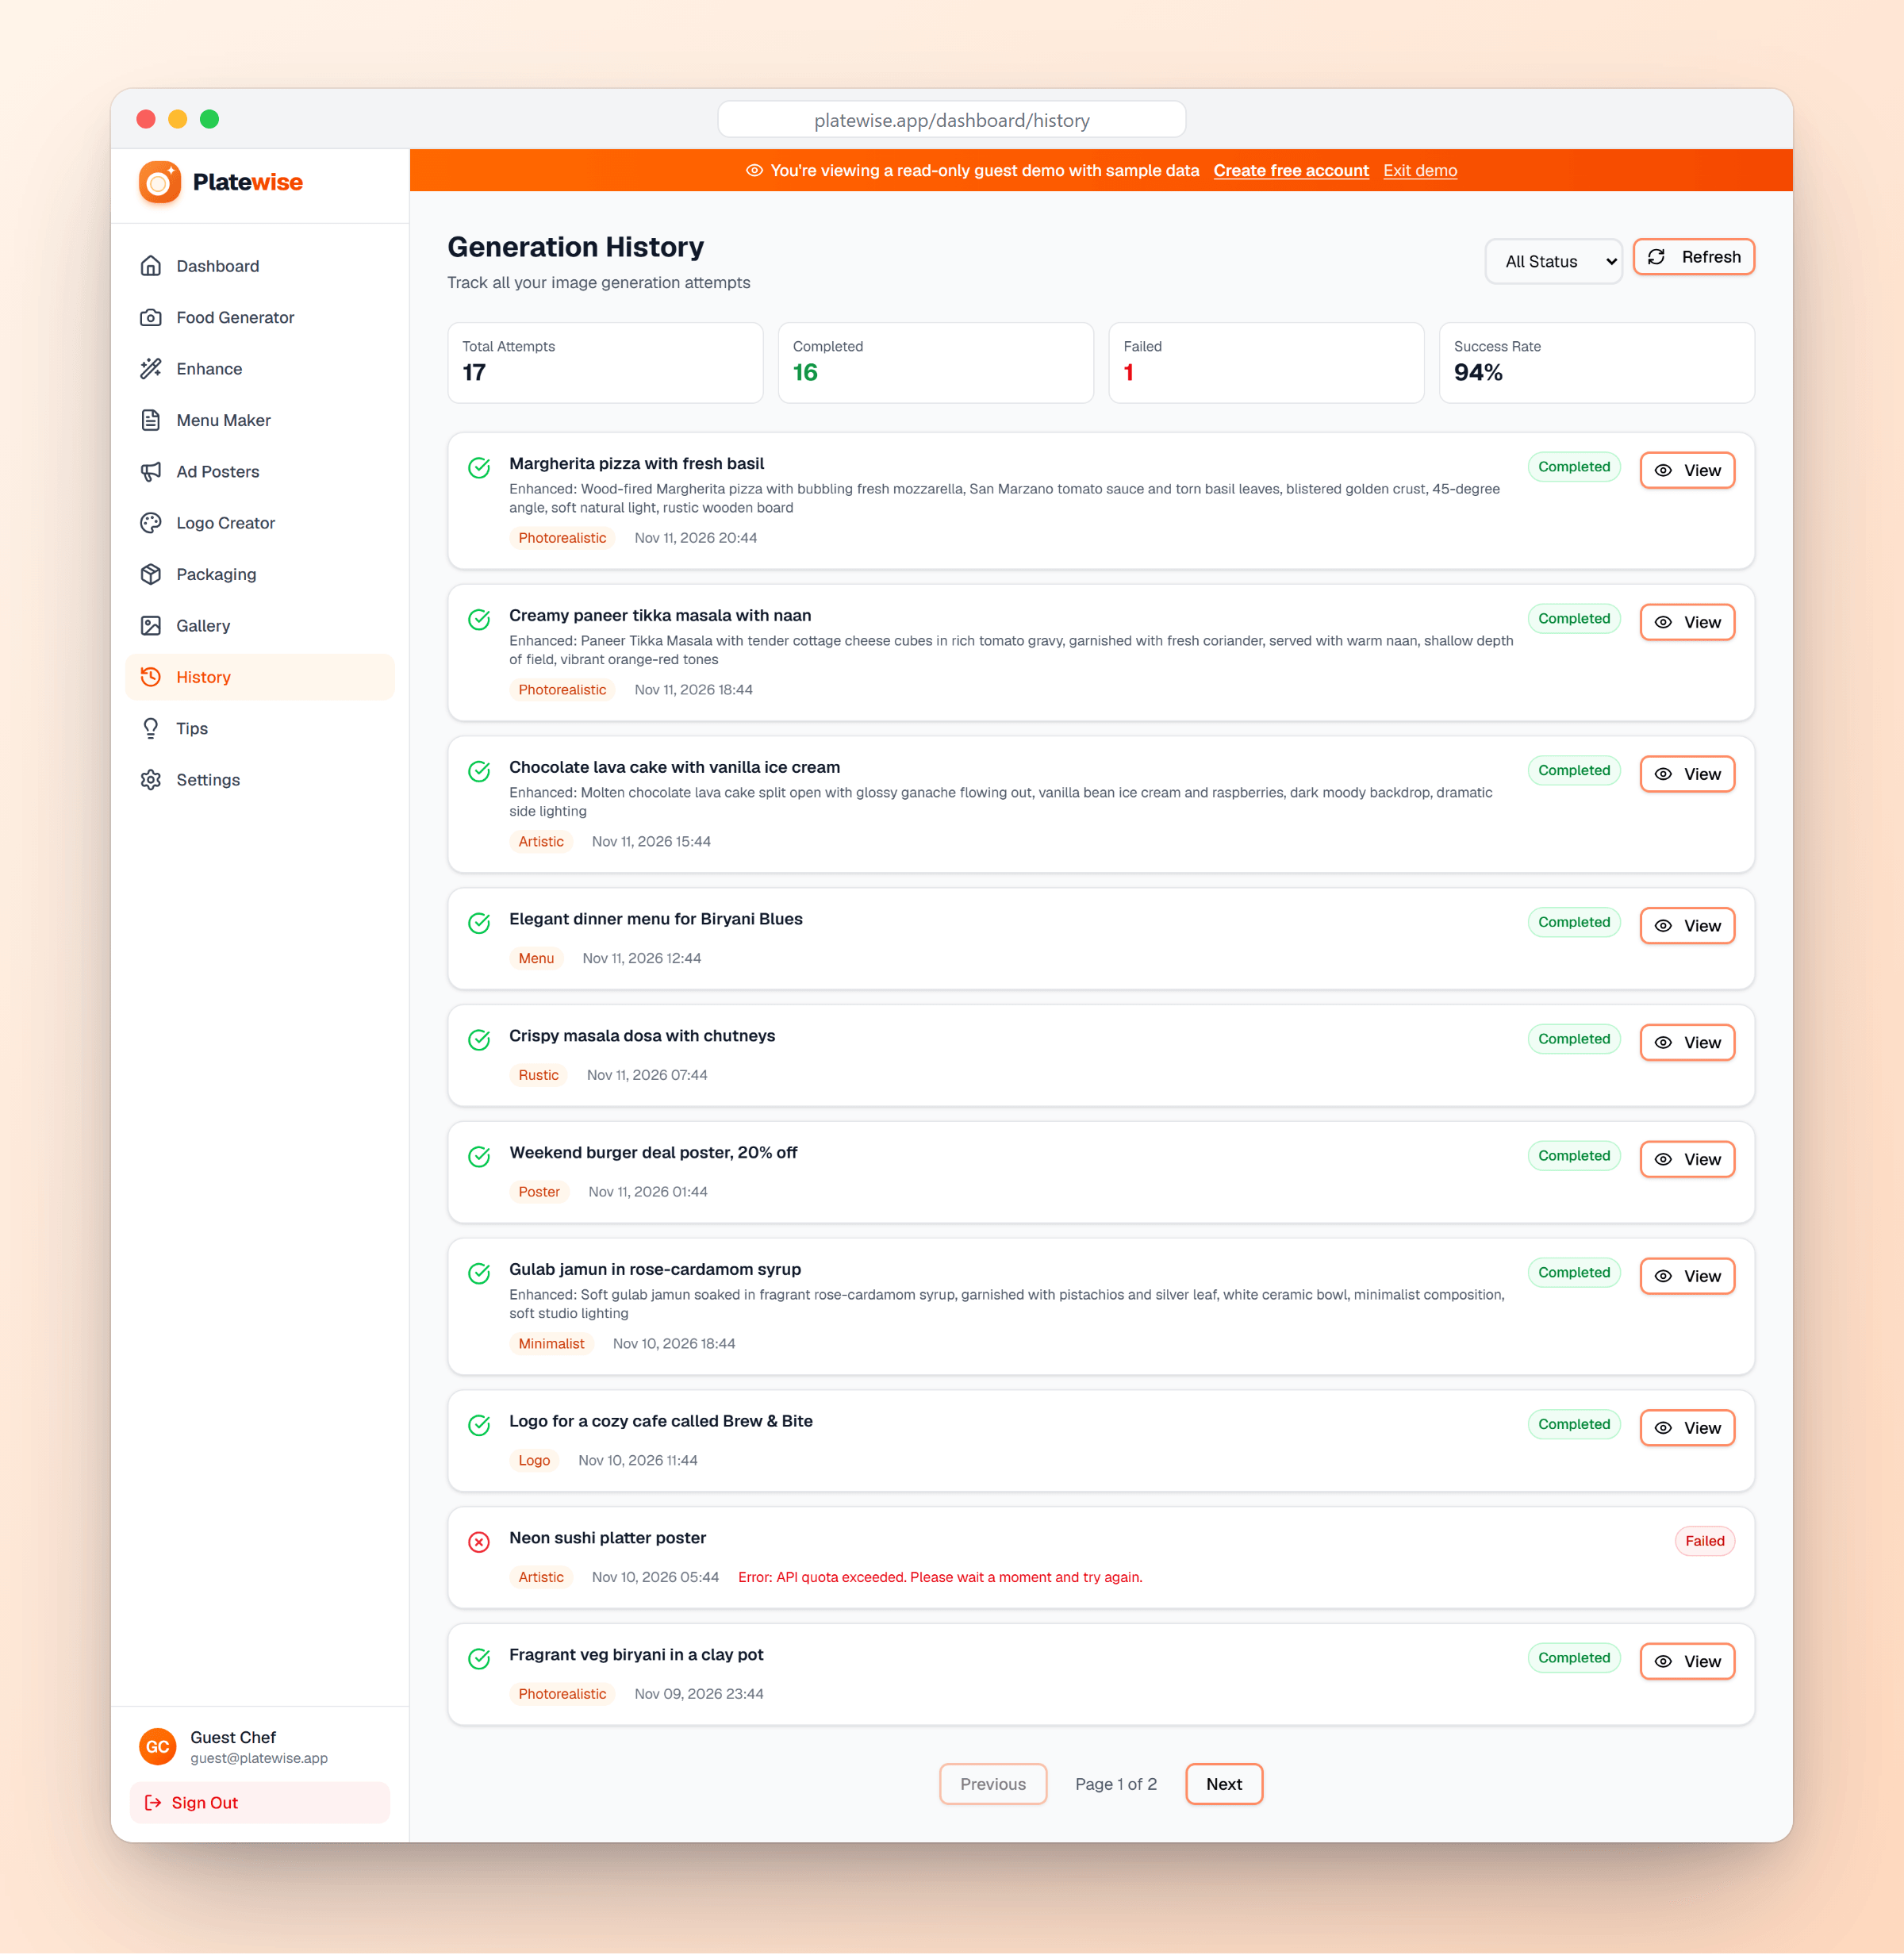 platewise.app/dashboard/history
Platewise
You're viewing a read-only guest demo with sample data Create free account Exit demo
Dashboard
Food Generator
Enhance
Menu Maker
Ad Posters
Logo Creator
Packaging
Gallery
History
Tips
Settings
Guest Chef
GC
guest@platewise.app
Sign Out
Generation History
Track all your image generation attempts
All Status
Refresh
Total Attempts
17
Completed
16
Failed
1
Success Rate
94%
Margherita pizza with fresh basil
Enhanced: Wood-fired Margherita pizza with bubbling fresh mozzarella, San Marzano tomato sauce and torn basil leaves, blistered golden crust, 45-degree
angle, soft natural light, rustic wooden board
Photorealistic Nov 11, 2026 20:44
Completed
View
Creamy paneer tikka masala with naan
Enhanced: Paneer Tikka Masala with tender cottage cheese cubes in rich tomato gravy, garnished with fresh coriander, served with warm naan, shallow depth
of field, vibrant orange-red tones
Photorealistic Nov 11, 2026 18:44
Completed
View
Chocolate lava cake with vanilla ice cream
Enhanced: Molten chocolate lava cake split open with glossy ganache flowing out, vanilla bean ice cream and raspberries, dark moody backdrop, dramatic
side lighting
Artistic Nov 11, 2026 15:44
Completed
View
Elegant dinner menu for Biryani Blues
Menu Nov 11, 2026 12:44
Completed
View
Crispy masala dosa with chutneys
Rustic Nov 11, 2026 07:44
Completed
View
Weekend burger deal poster, 20% off
Poster Nov 11, 2026 01:44
Completed
View
Gulab jamun in rose-cardamom syrup
Enhanced: Soft gulab jamun soaked in fragrant rose-cardamom syrup, garnished with pistachios and silver leaf, white ceramic bowl, minimalist composition,
soft studio lighting
Minimalist Nov 10, 2026 18:44
Completed
View
Logo for a cozy cafe called Brew & Bite
Logo Nov 10, 2026 11:44
Completed
View
Neon sushi platter poster
Artistic Nov 10, 2026 05:44 Error: API quota exceeded. Please wait a moment and try again.
Failed
Fragrant veg biryani in a clay pot
Photorealistic Nov 09, 2026 23:44
Completed
View
Previous
Page 1 of 2
Next